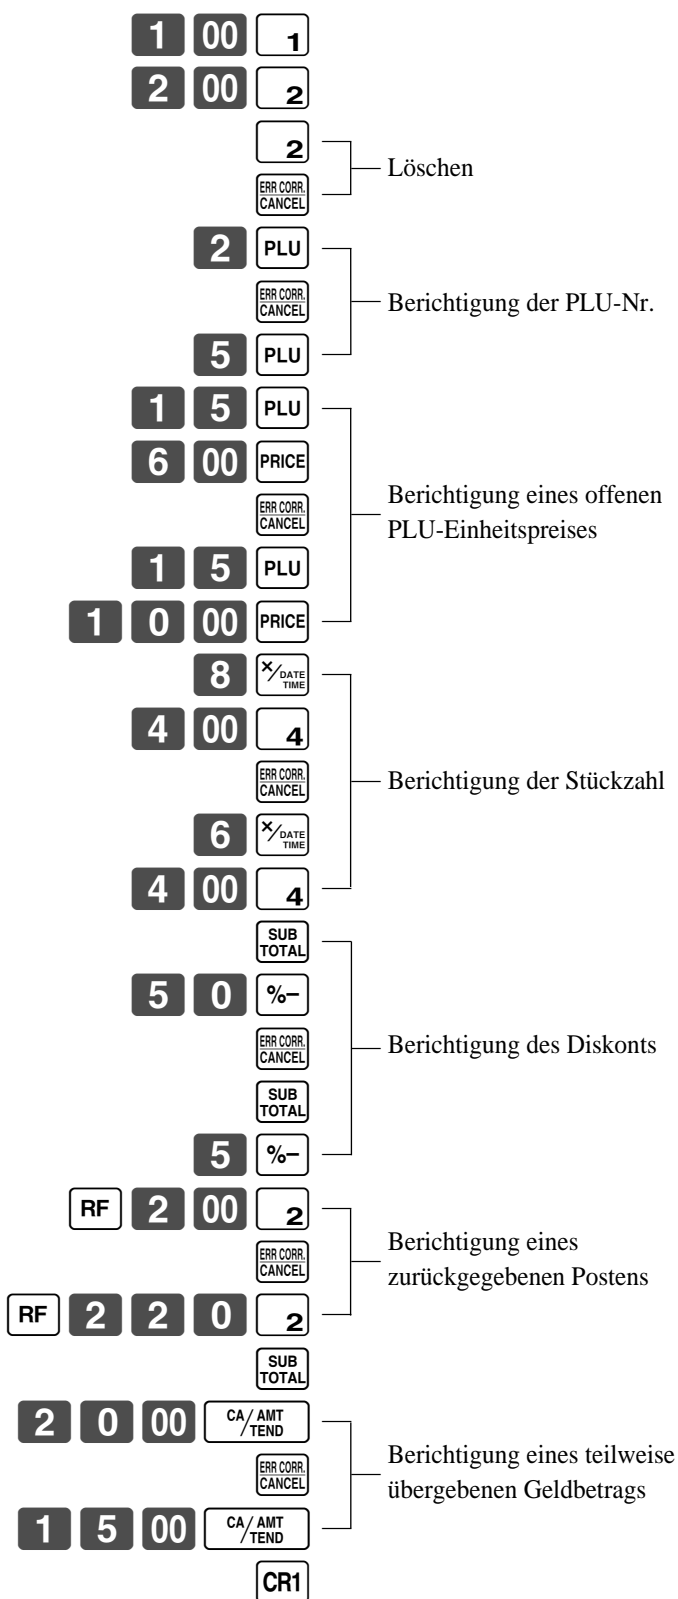 1 00 1
2 00 2
2
Löschen
ERR CORR. CANCEL
2 PLU
ERR CORR. CANCEL
Berichtigung der PLU-Nr.
5 PLU
1 5 PLU
6 00 PRICE
Berichtigung eines offenen
ERR CORR. CANCEL
PLU-Einheitspreises
1 5 PLU
1 0 00 PRICE
8 ×/DATE TIME
4 00 4
ERR CORR. CANCEL
Berichtigung der Stückzahl
6 ×/DATE TIME
4 00 4
SUB TOTAL
5 0 %−
ERR CORR. CANCEL
Berichtigung des Diskonts
SUB TOTAL
5 %−
RF 2 00 2
Berichtigung eines
ERR CORR. CANCEL
zurückgegebenen Postens
RF 2 2 0 2
SUB TOTAL
2 0 00 CA/AMT TEND
Berichtigung eines teilweise
ERR CORR. CANCEL
übergebenen Geldbetrags
1 5 00 CA/AMT TEND
CR1